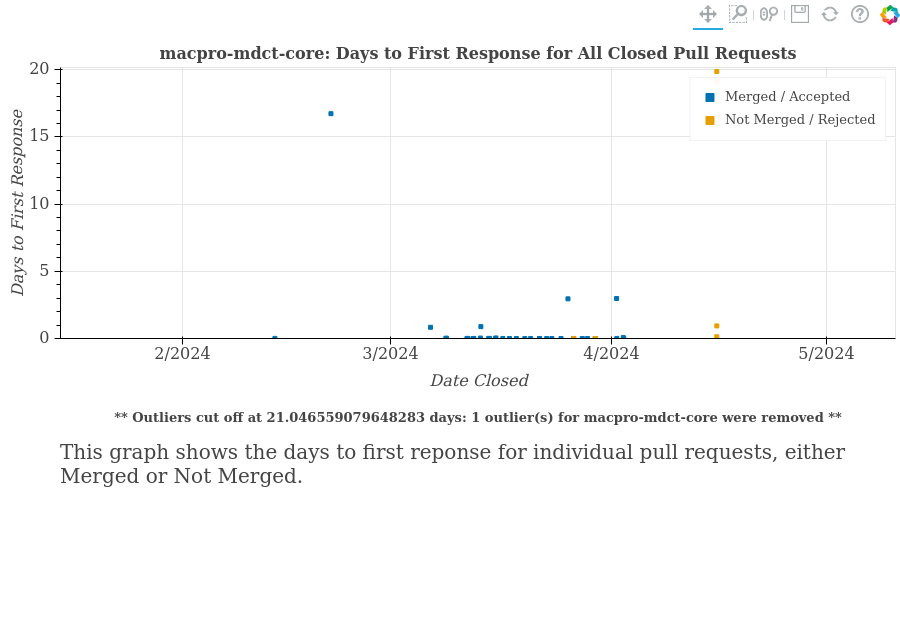 macpro-mdct-core: Days to First Response for All Closed Pull Requests
20
15
10
5
0
Days to First Response
Merged / Accepted
Not Merged / Rejected
2/2024
3/2024
4/2024
5/2024
Date Closed
** Outliers cut off at 21.046559079648283 days: 1 outlier(s) for macpro-mdct-core were removed **
This graph shows the days to first reponse for individual pull requests, either
Merged or Not Merged.